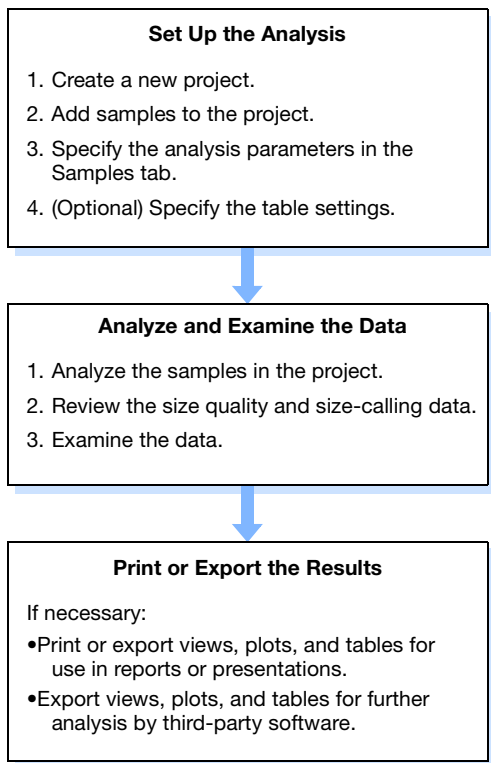 Set Up the Analysis
1. Create a new project.
2. Add samples to the project.
3. Specify the analysis parameters in the
Samples tab.
4. (Optional) Specify the table settings.
Analyze and Examine the Data
1. Analyze the samples in the project.
2. Review the size quality and size-calling data.
3. Examine the data.
Print or Export the Results
If necessary:
•Print or export views, plots, and tables for
use in reports or presentations.
•Export views, plots, and tables for further
analysis by third-party software.